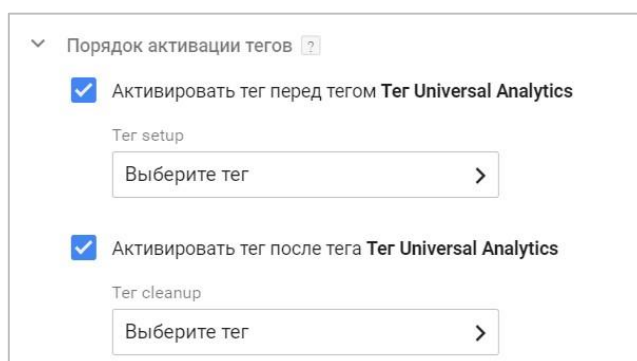 Порядок активации тегов ?
Активировать тег перед тегом Тег Universal Analytics
Тег setup
Выберите тег
Активировать тег после тега Тег Universal Analytics
Тег cleanup
Выберите тег